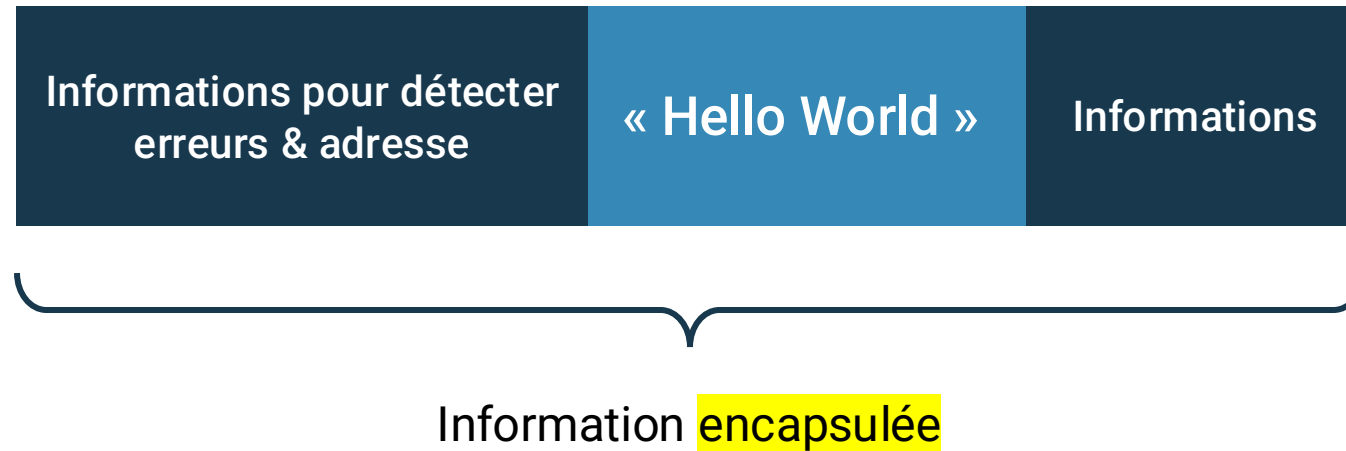 Informations pour détecter
erreurs & adresse
« Hello World »
Informations
Information encapsulée